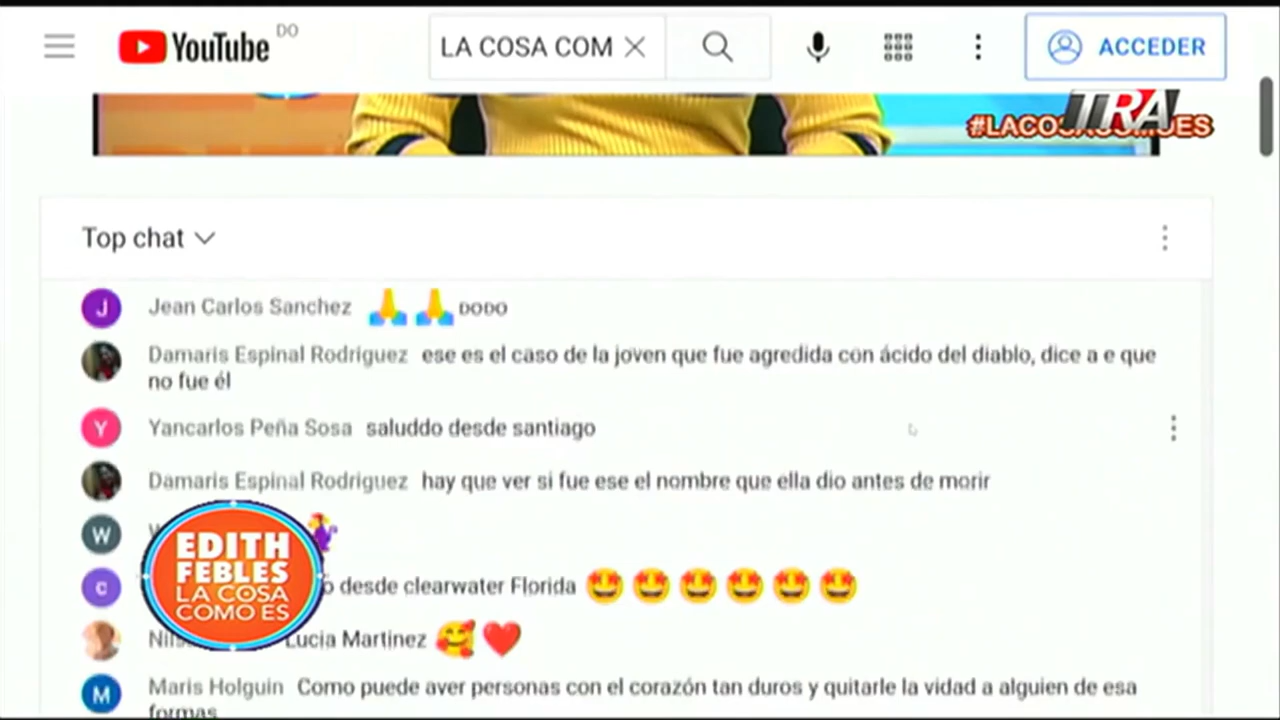 YouTube DO
LA COSA COM
ACCEDER
TRA
#LACOSACOMOES
Top chat
J Jean Carlos Sanchez DODO
Damaris Espinal Rodriguez ese es el caso de la joven que fue agredida con ácido del diablo, dice a e que
no fue él
Y Yancarlos Peña Sosa saluddo desde santiago
Damaris Espinal Rodriguez hay que ver si fue ese el nombre que ella dio antes de morir
W
EDITH
FEBLES
LA COSA
COMO ES
c desde clearwater Florida
Lucia Martinez
M Maris Holguin Como puede aver personas con el corazón tan duros y quitarle la vidad a alguien de esa
formas